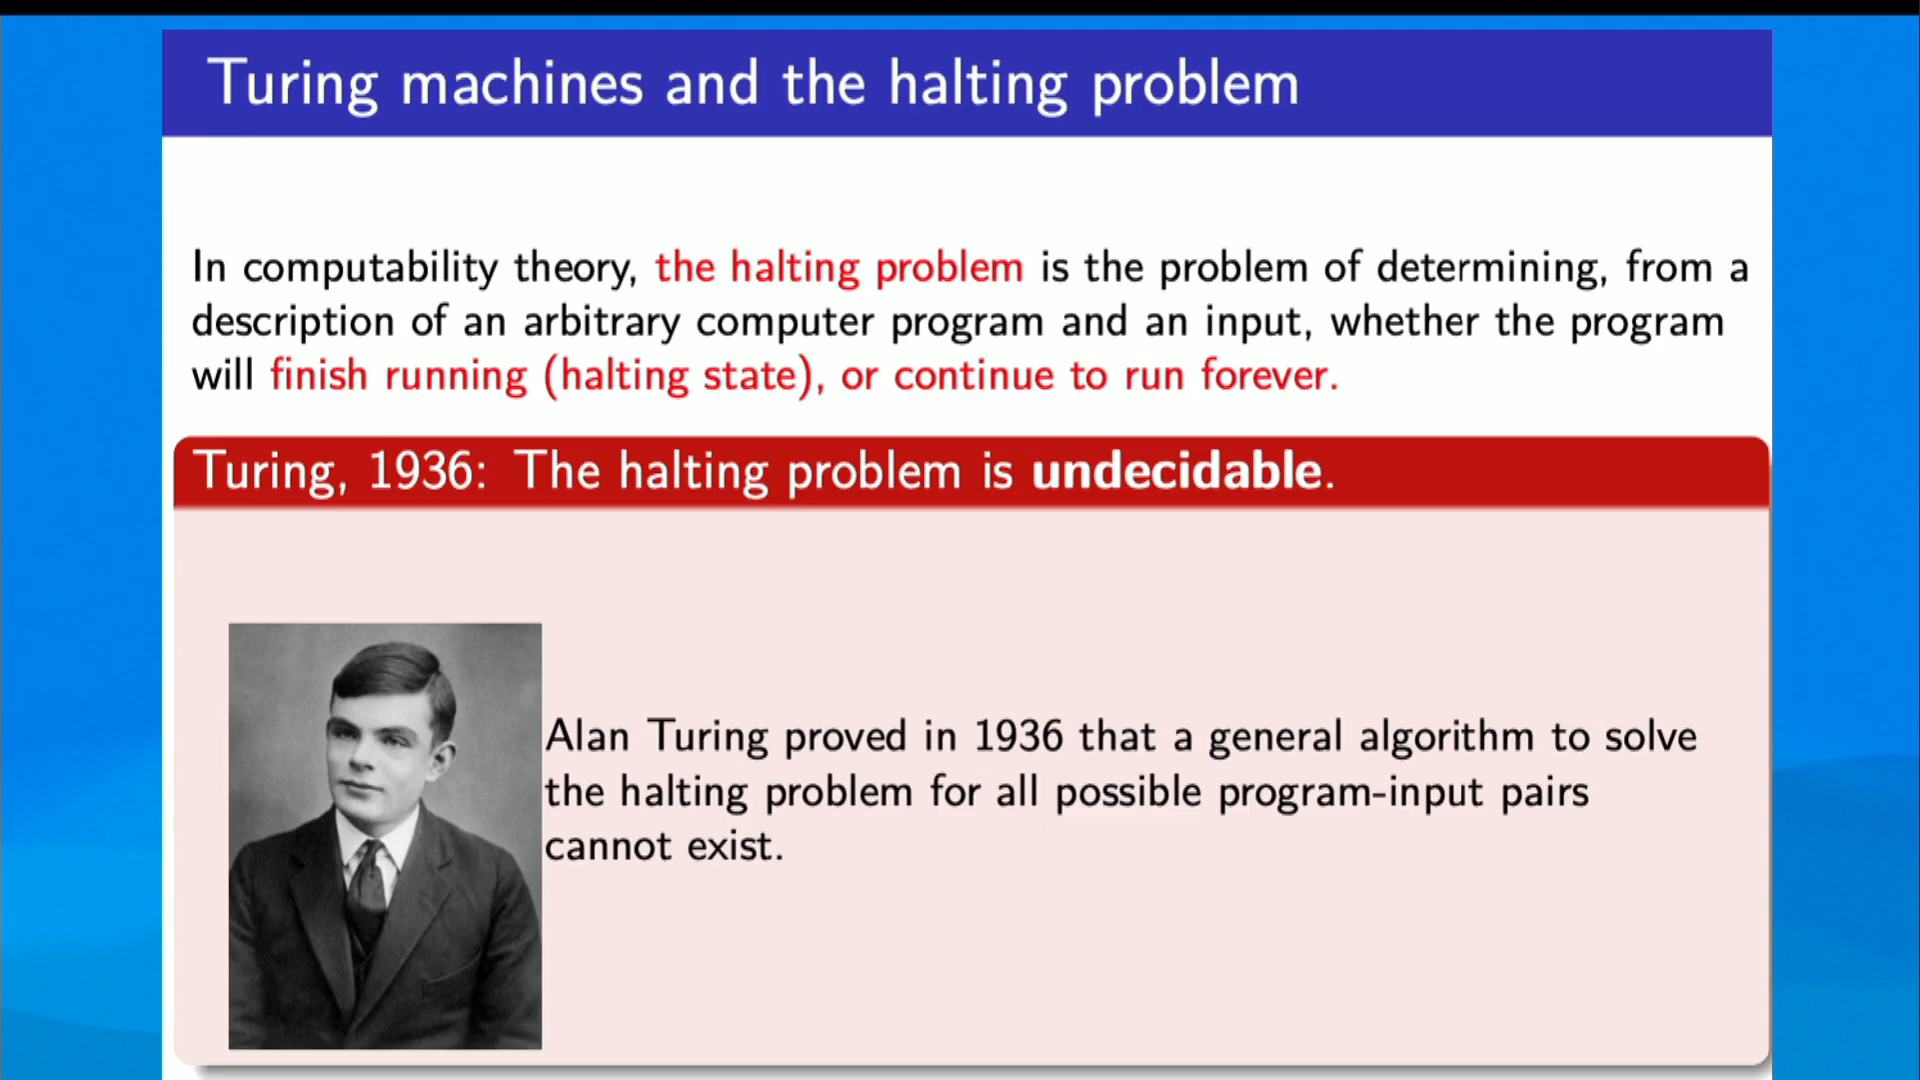 Turing machines and the halting problem
In computability theory, the halting problem is the problem of determining, from a
description of an arbitrary computer program and an input, whether the program
will finish running (halting state), or continue to run forever.
Turing, 1936: The halting problem is undecidable.
Alan Turing proved in 1936 that a general algorithm to solve
the halting problem for all possible program-input pairs
cannot exist.